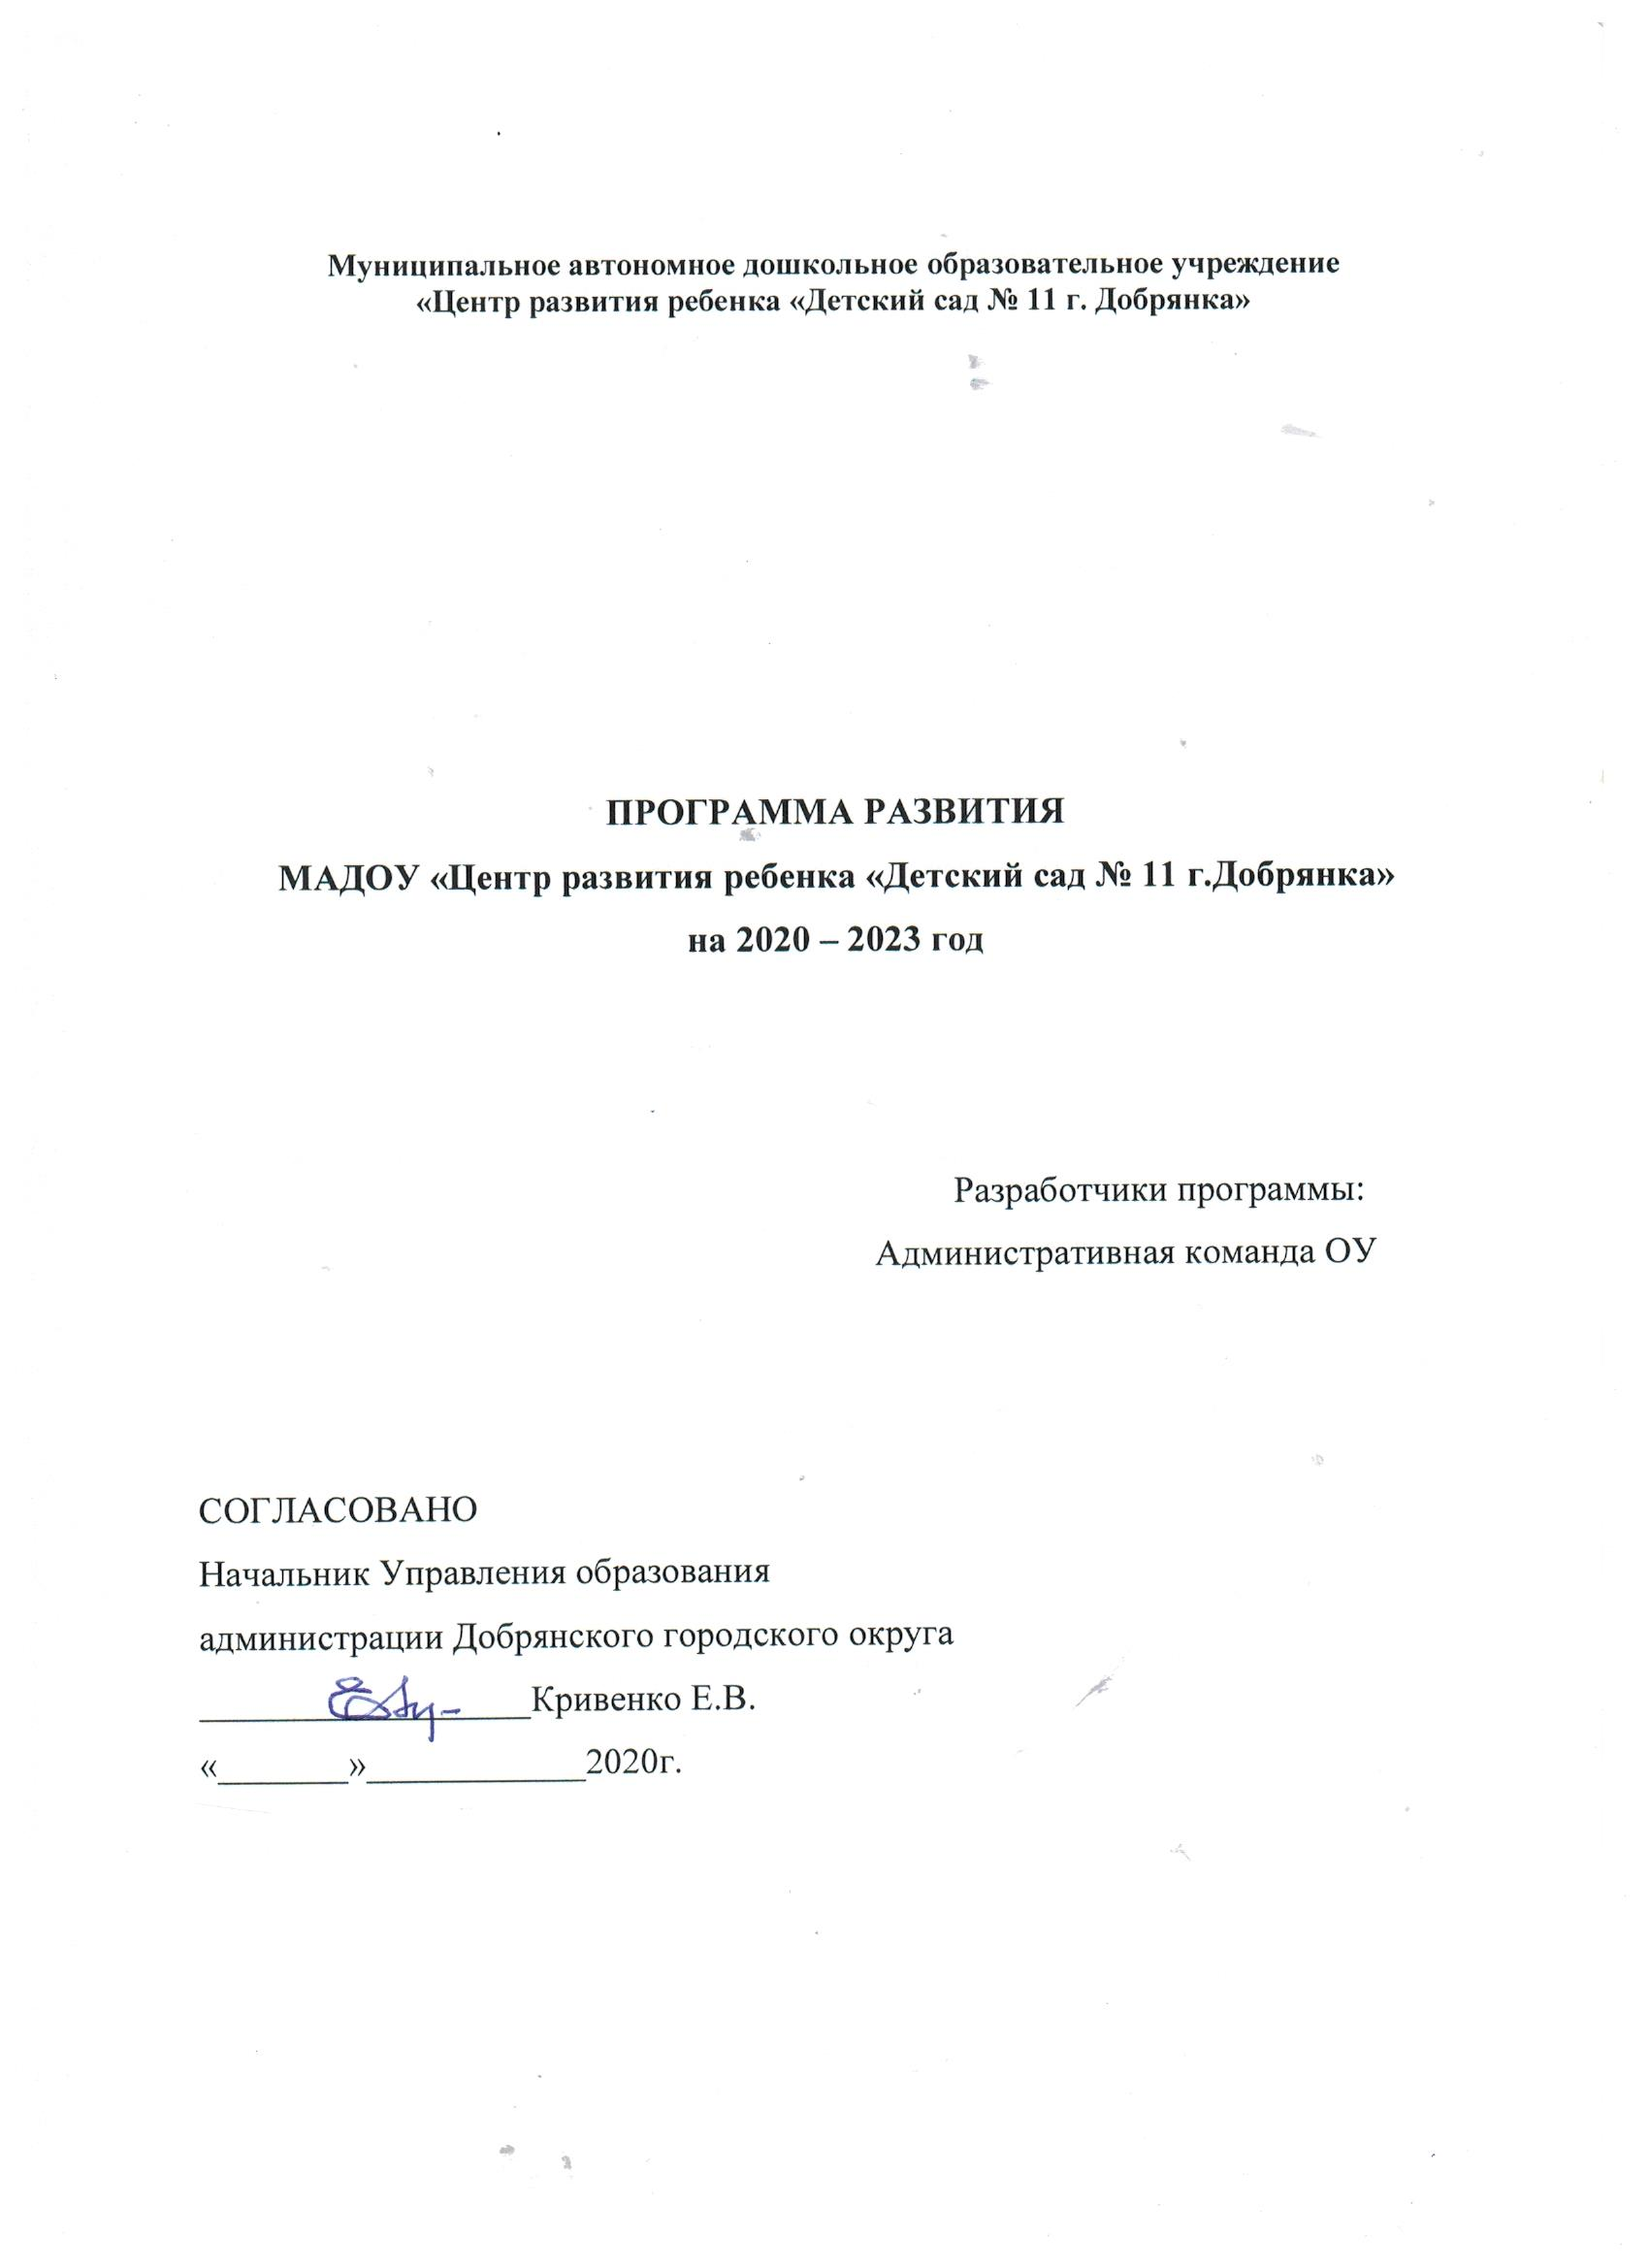 Муниципальное автономное дошкольное образовательное учреждение
«Центр развития ребенка «Детский сад № 11 г. Добрянка»
ПРОГРАММА РАЗВИТИЯ
МАДОУ «Центр развития ребенка «Детский сад № 11 г.Добрянка»
на 2020 – 2023 год
Разработчики программы:
Административная команда ОУ
СОГЛАСОВАНО
Начальник Управления образования
администрации Добрянского городского округа
__________________Кривенко Е.В.
«_______»____________2020г.